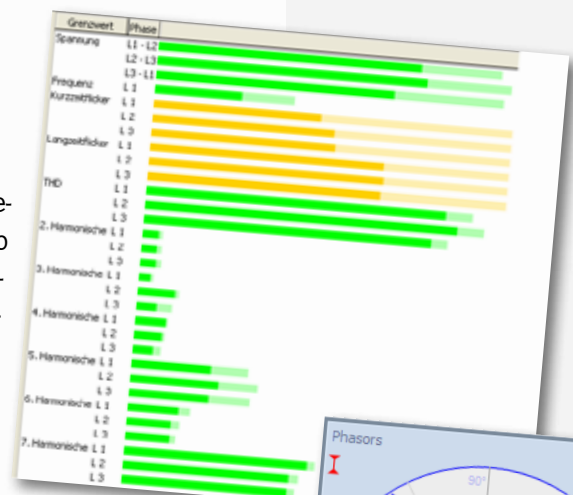 Grenzwert Phase
Spannung L1-L2
L2-L3
L3-L1
Frequenz L1
Kurzzeitflicker L1
L2
L3
Langzeitflicker L1
L2
L3
THD L1
L2
L3
2. Harmonische L1
L2
L3
3. Harmonische L1
L2
L3
4. Harmonische L1
L2
L3
5. Harmonische L1
L2
L3
6. Harmonische L1
L2
L3
7. Harmonische L1
L2
L3
e-
Phasors
90°